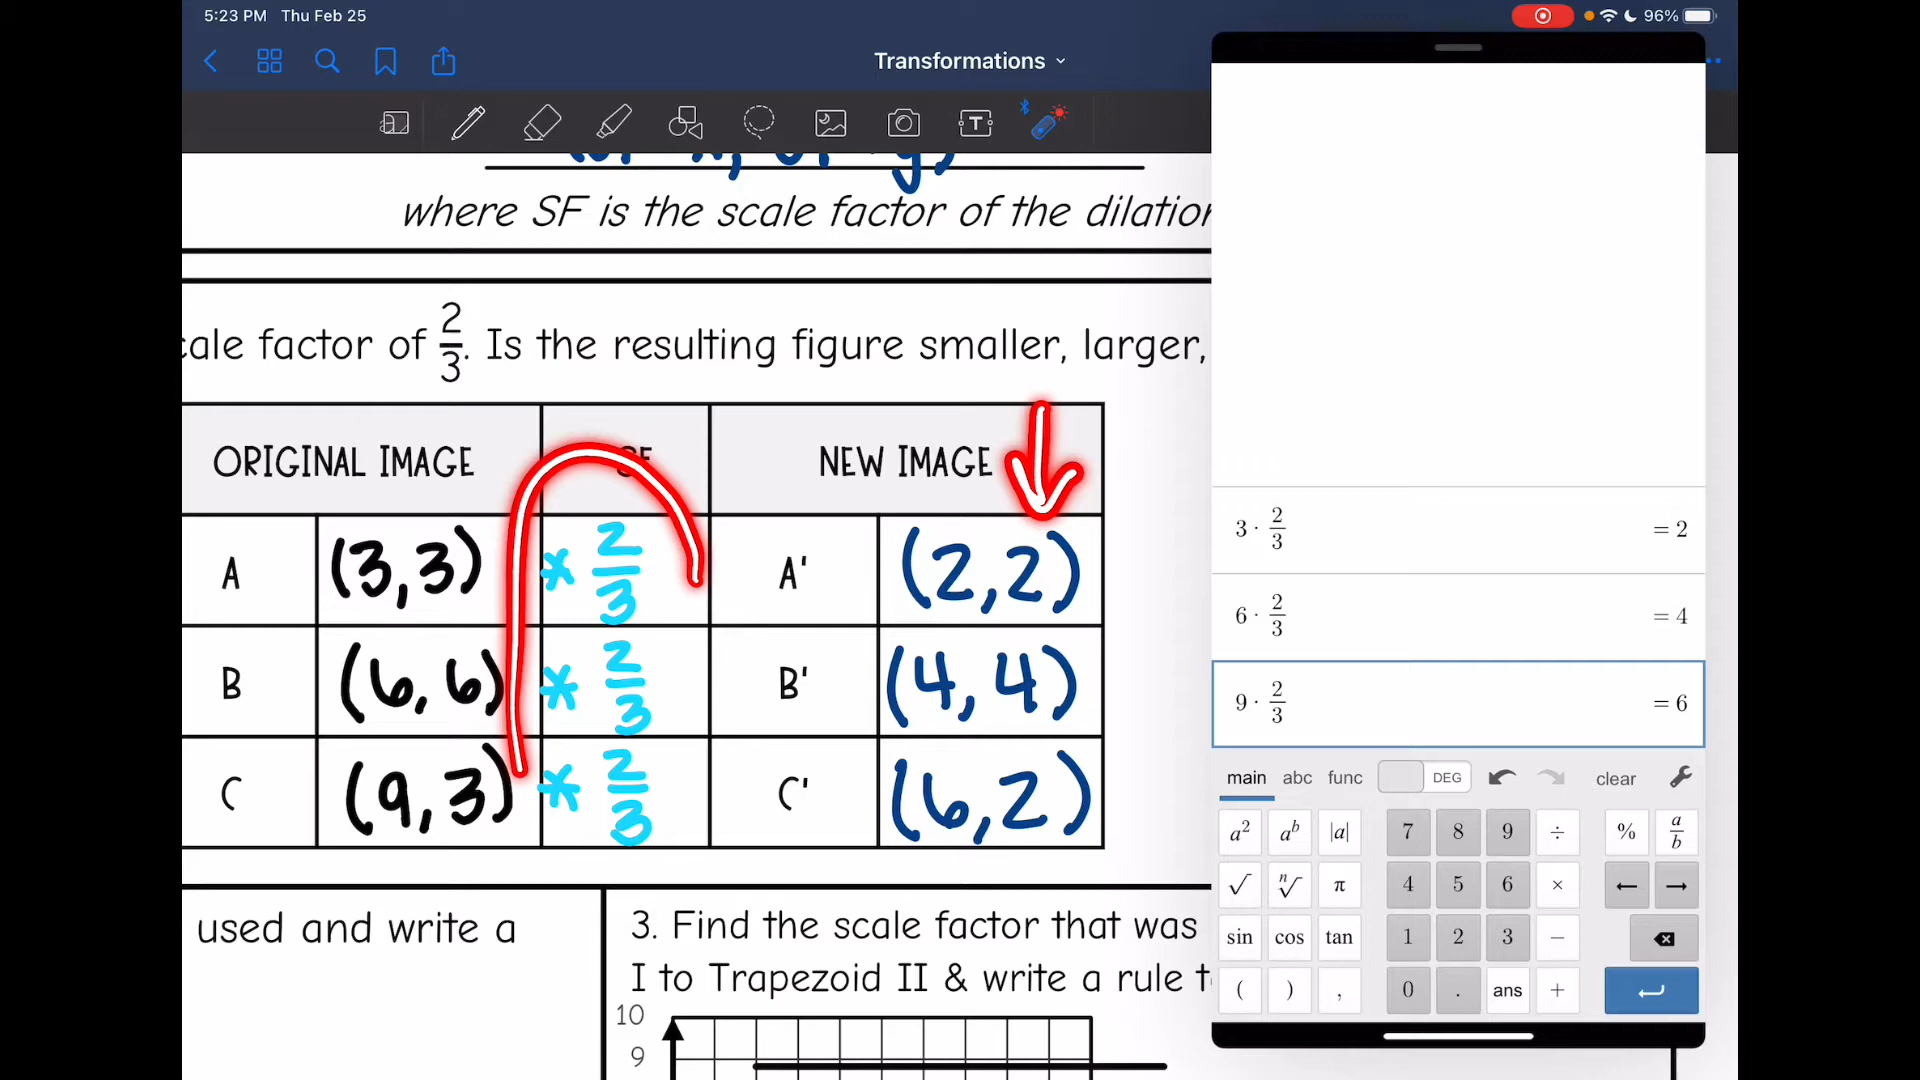 5:23 PM Thu Feb 25
96%
Transformations
T
where SF is the scale factor of the dilation
cale factor of 2/3. Is the resulting figure smaller, larger,
ORIGINAL IMAGE SF NEW IMAGE
A (3,3) * 2/3 A' (2,2)
B (6,6) * 2/3 B' (4,4)
C (9,3) * 2/3 C' (6,2)
used and write a
3. Find the scale factor that was
I to Trapezoid II & write a rule t
10
9
3 · 2/3 = 2
6 · 2/3 = 4
9 · 2/3 = 6
main abc func DEG clear
a² aᵇ |a| 7 8 9 ÷ % a/b
√ ⁿ√ π 4 5 6 × ← →
sin cos tan 1 2 3 −
( ) , 0 . ans +